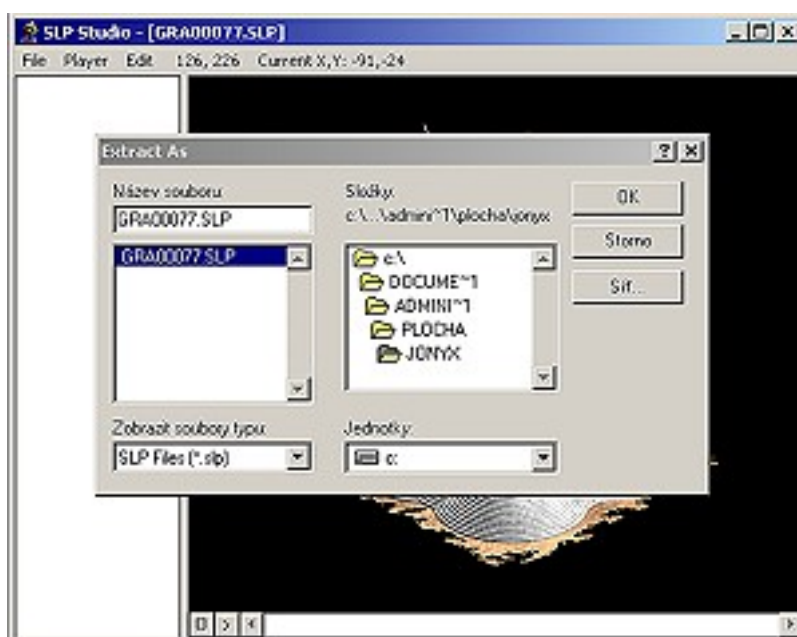 SLP Studio - [GRA00077.SLP]
File Player Edit 126, 226 Current X,Y: -91,-24
Extract As
Název souboru:
GRA00077.SLP
GRA00077.SLP
Složky:
c:\...\admini~1\plocha\jonyx
c:\
DOCUME~1
ADMINI~1
PLOCHA
JONYX
OK
Storno
Síť...
Zobrazit soubory typu:
SLP Files (*.slp)
Jednotky:
c: